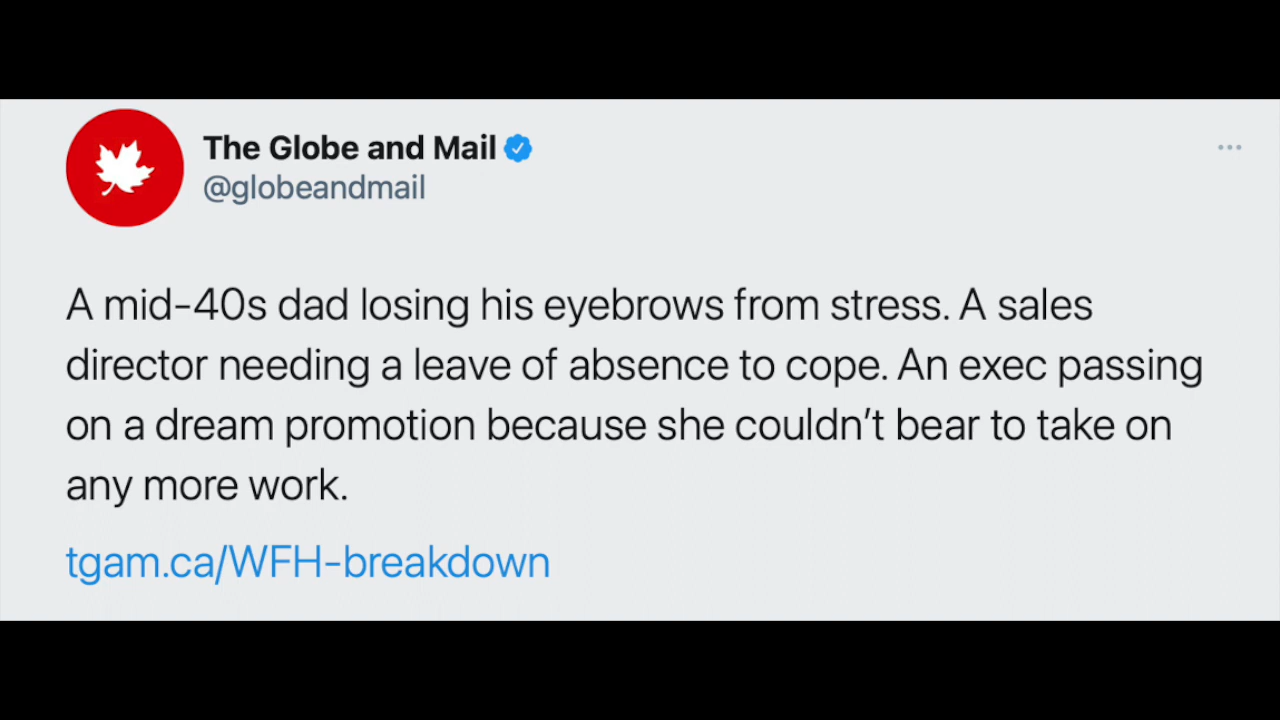 The Globe and Mail
@globeandmail
A mid-40s dad losing his eyebrows from stress. A sales
director needing a leave of absence to cope. An exec passing
on a dream promotion because she couldn’t bear to take on
any more work.
tgam.ca/WFH-breakdown